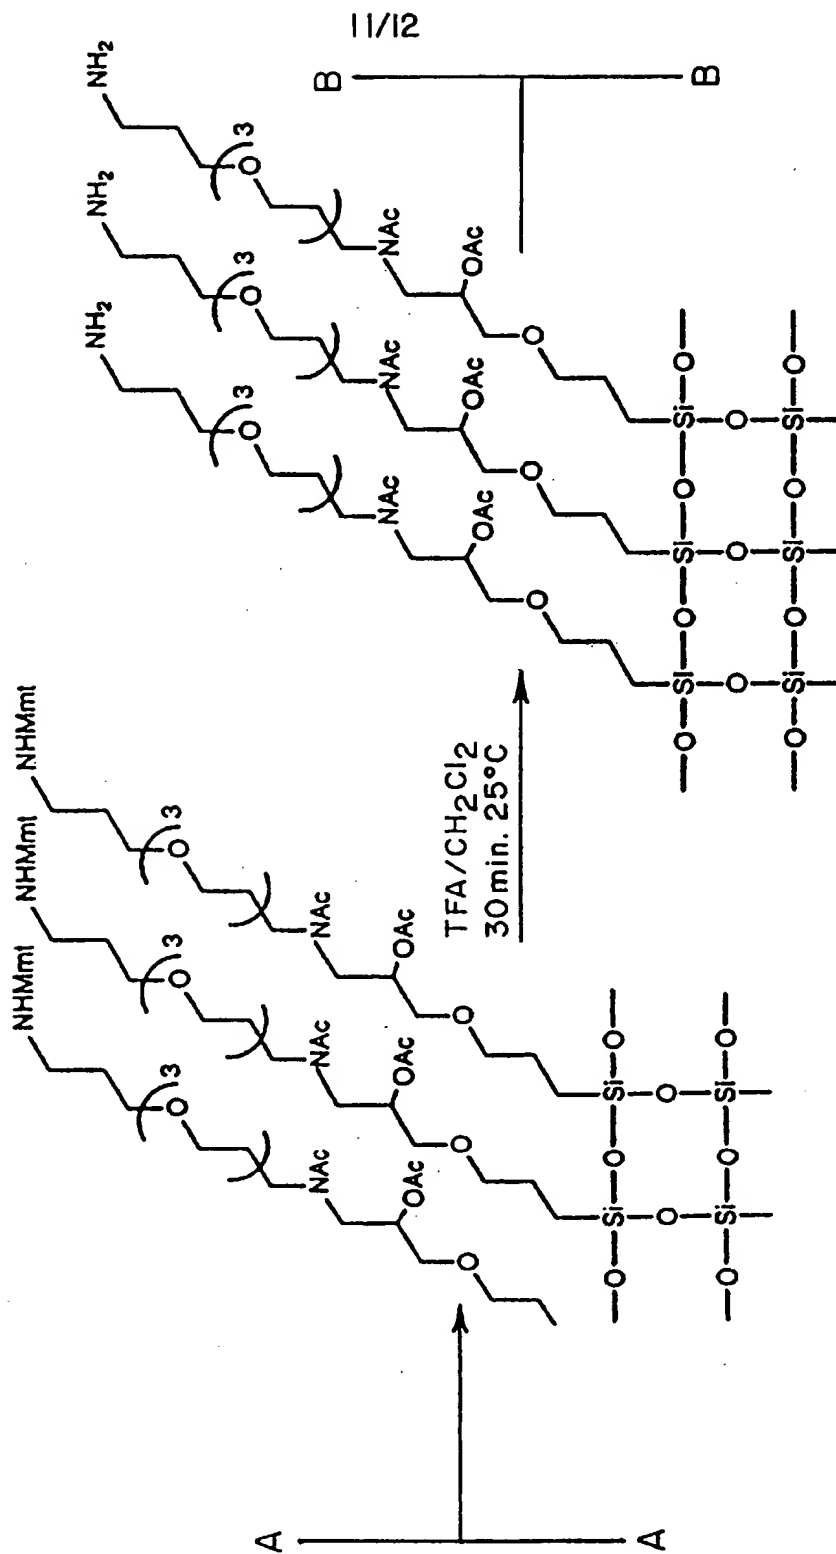 11/12
A
A
NHMmt
NHMmt
NHMmt
3
3
3
O
O
O
NAc
NAc
NAc
OAc
OAc
OAc
O
O
O
O Si O Si O
O O
O Si O Si O
TFA/CH2Cl2
30 min. 25°C
NH2
NH2
NH2
3
3
3
O
O
O
NAc
NAc
NAc
OAc
OAc
OAc
O
O
O
O Si O Si O Si O
O O O
O Si O Si O Si O
B
B